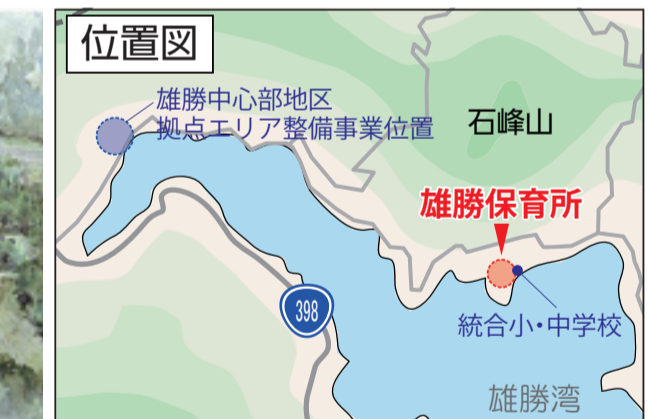 位置図
雄勝中心部地区
拠点エリア整備事業位置
石峰山
雄勝保育所
398
統合小・中学校
雄勝湾